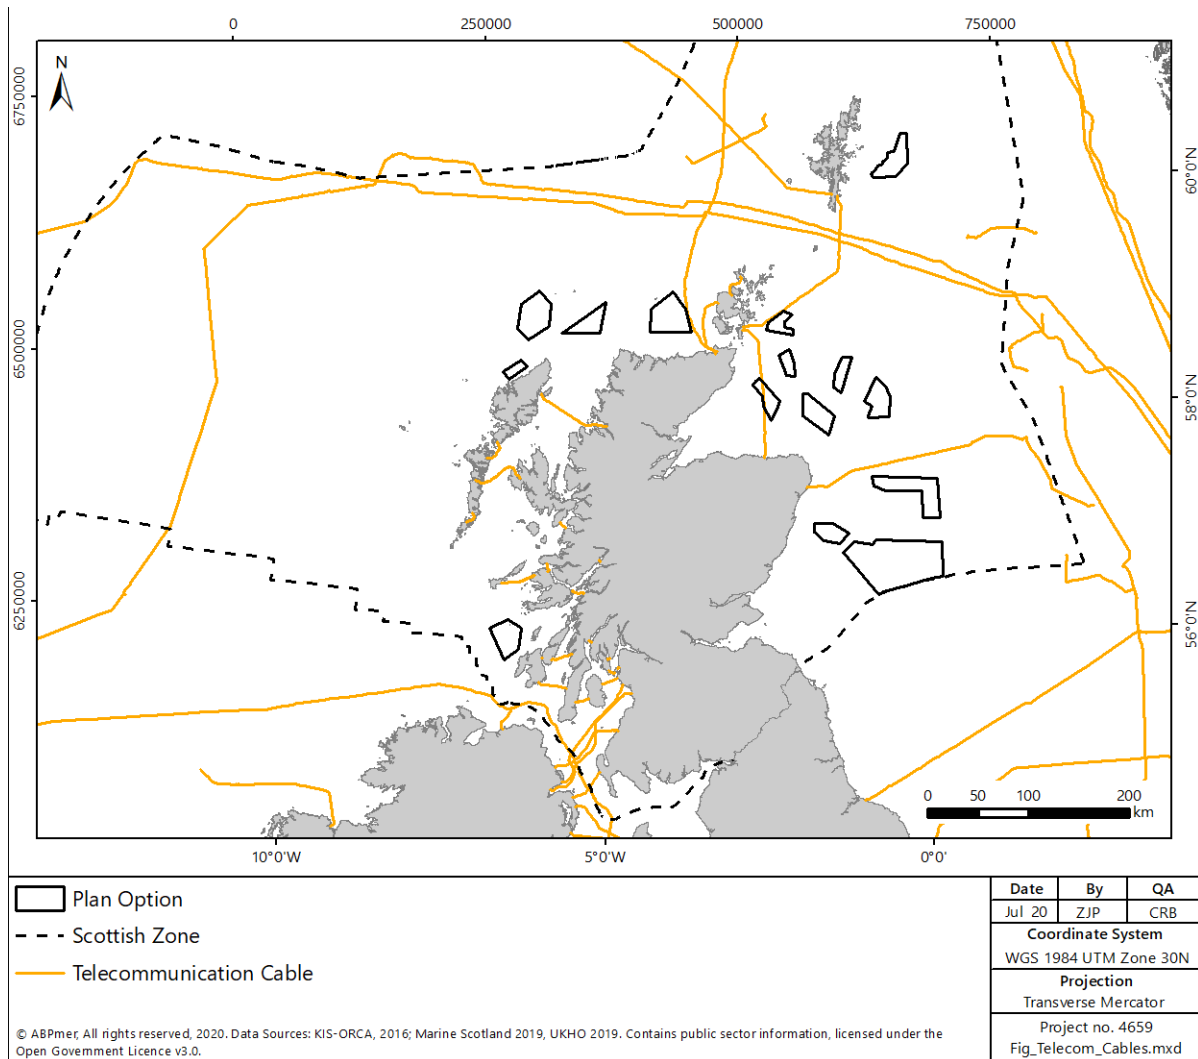 0 250000 500000 750000
N
6750000
6500000
6250000
60°0'N
58°0'N
56°0'N
0 50 100 200
km
10°0'W 5°0'W 0°0'
Plan Option
Scottish Zone
Telecommunication Cable
© ABPmer, All rights reserved, 2020. Data Sources: KIS-ORCA, 2016; Marine Scotland 2019, UKHO 2019. Contains public sector information, licensed under the
Open Government Licence v3.0.
Date By QA
Jul 20 ZJP CRB
Coordinate System
WGS 1984 UTM Zone 30N
Projection
Transverse Mercator
Project no. 4659
Fig_Telecom_Cables.mxd